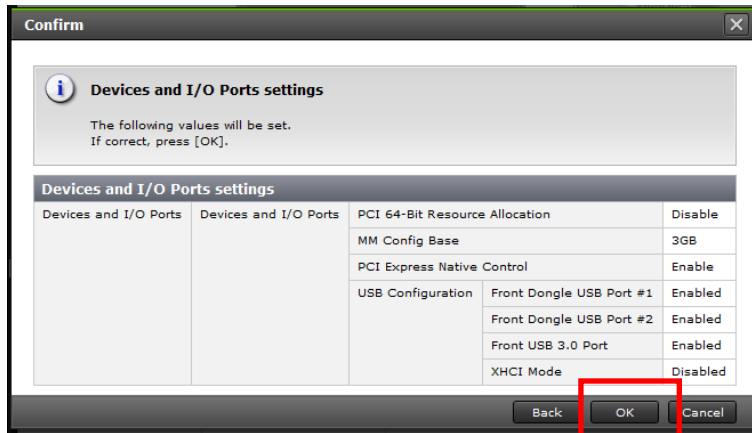 Confirm
Devices and I/O Ports settings
The following values will be set.
If correct, press [OK].
Devices and I/O Ports settings
Devices and I/O Ports Devices and I/O Ports PCI 64-Bit Resource Allocation Disable
MM Config Base 3GB
PCI Express Native Control Enable
USB Configuration Front Dongle USB Port #1 Enabled
Front Dongle USB Port #2 Enabled
Front USB 3.0 Port Enabled
XHCI Mode Disabled
Back OK Cancel